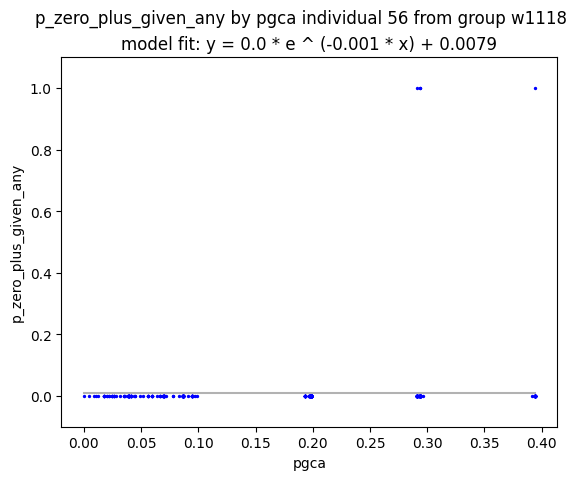 p_zero_plus_given_any by pgca individual 56 from group w1118
model fit: y = 0.0 * e ^ (-0.001 * x) + 0.0079
p_zero_plus_given_any
1.0
0.8
0.6
0.4
0.2
0.0
0.00 0.05 0.10 0.15 0.20 0.25 0.30 0.35 0.40
pgca